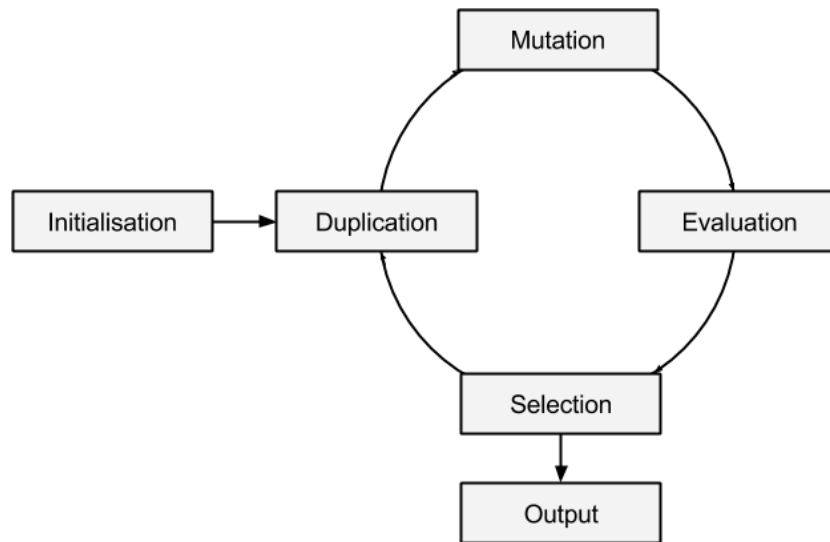 Mutation
Initialisation
Duplication
Evaluation
Selection
Output